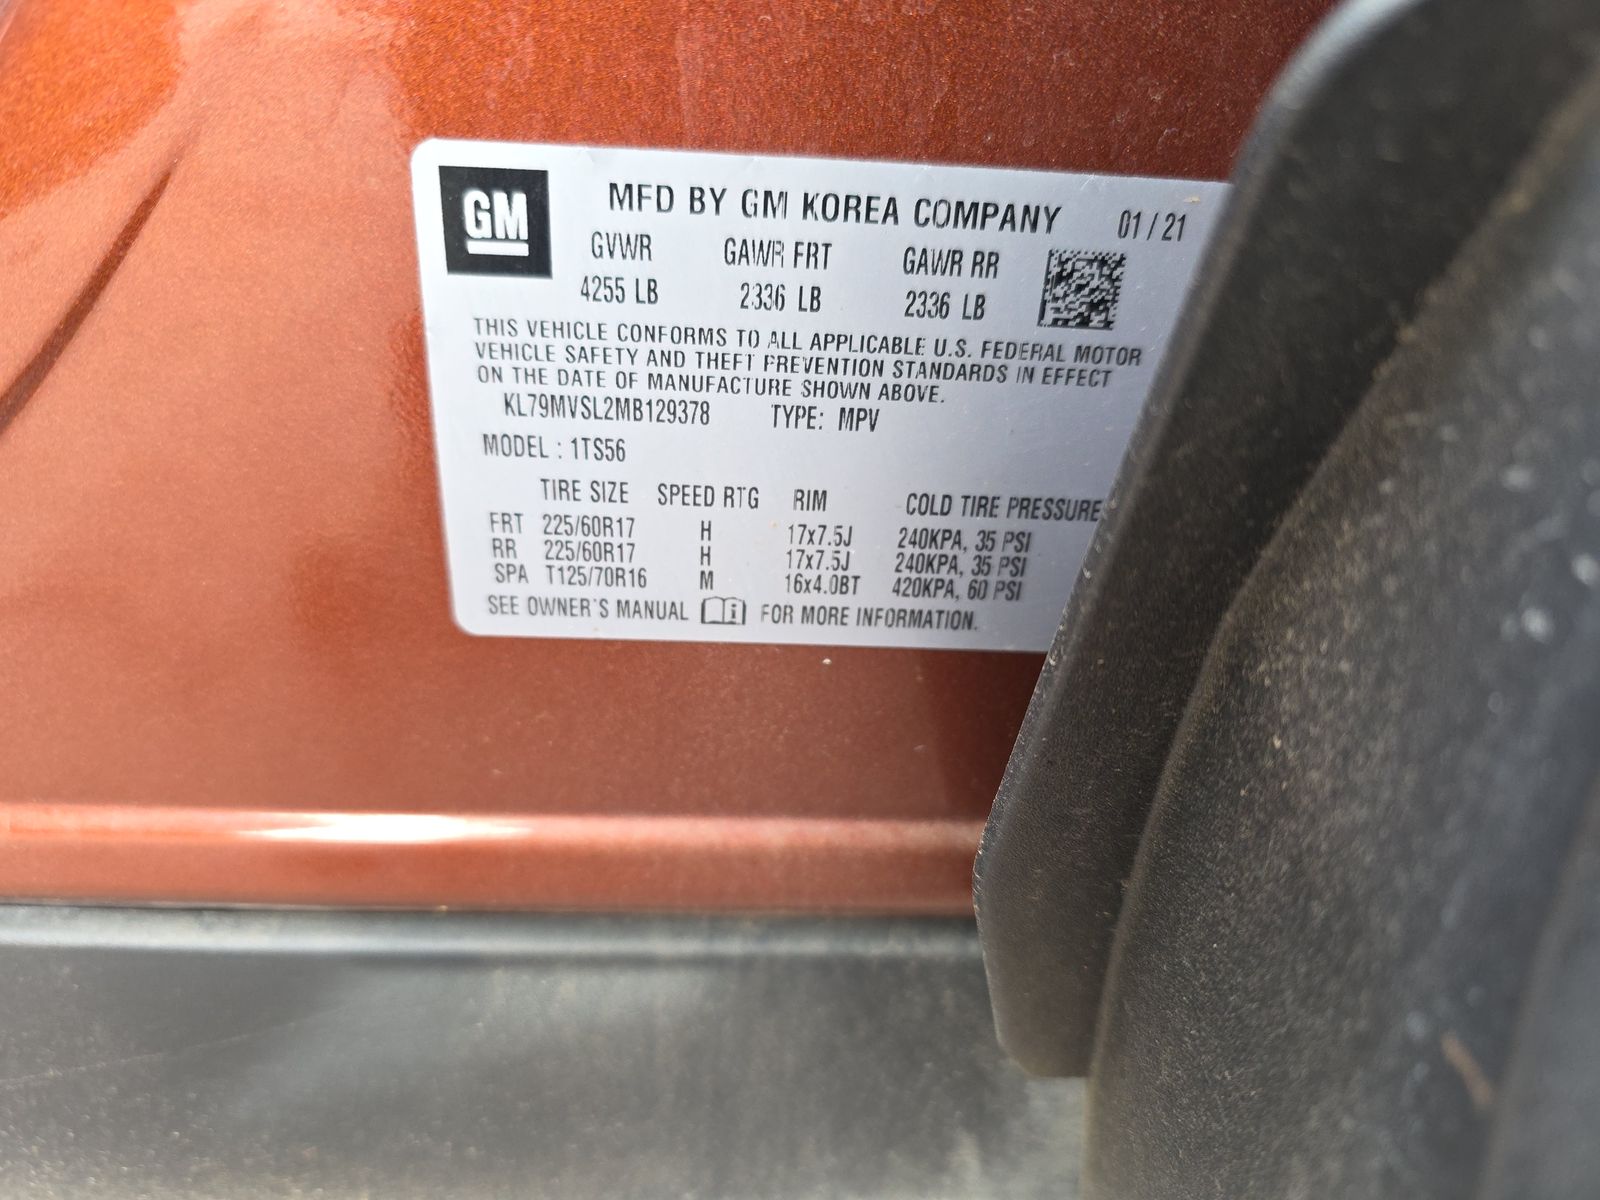 GM
MFD BY GM KOREA COMPANY 01 / 21
GVWR GAWR FRT GAWR RR
4255 LB 2336 LB 2336 LB
THIS VEHICLE CONFORMS TO ALL APPLICABLE U.S. FEDERAL MOTOR
VEHICLE SAFETY AND THEFT PREVENTION STANDARDS IN EFFECT
ON THE DATE OF MANUFACTURE SHOWN ABOVE.
KL79MVSL2MB129378 TYPE: MPV
MODEL : 1TS56
TIRE SIZE SPEED RTG RIM COLD TIRE PRESSURE
FRT 225/60R17 H 17x7.5J 240KPA, 35 PSI
RR 225/60R17 H 17x7.5J 240KPA, 35 PSI
SPA T125/70R16 M 16x4.0BT 420KPA, 60 PSI
SEE OWNER'S MANUAL i FOR MORE INFORMATION.